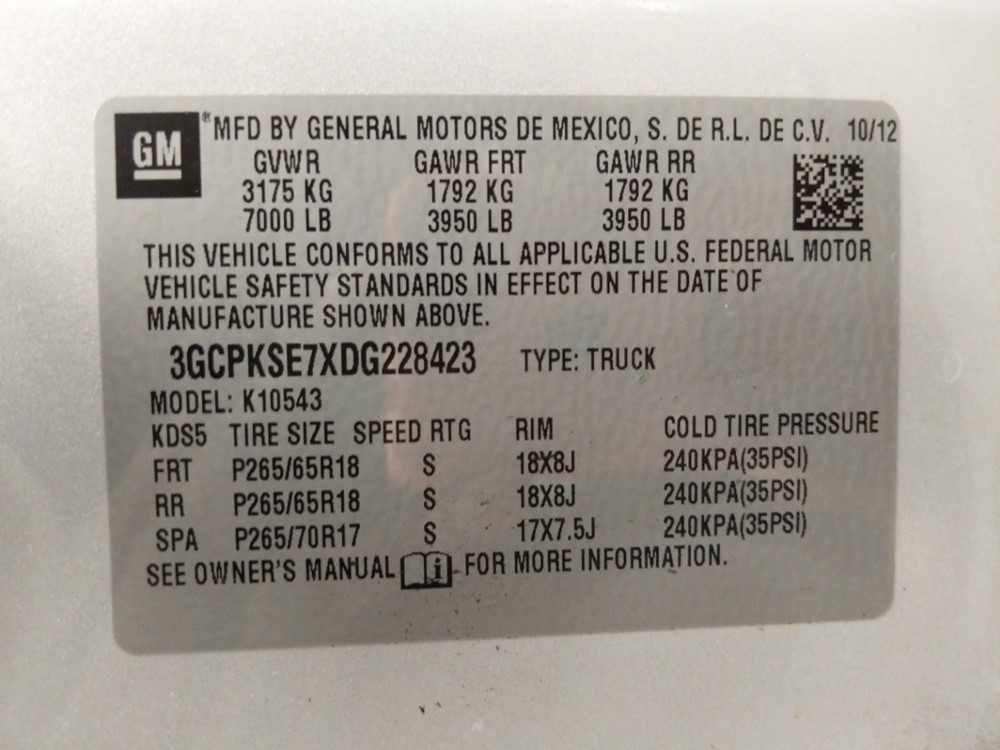 GM ® MFD BY GENERAL MOTORS DE MEXICO, S. DE R.L. DE C.V. 10/12
GVWR GAWR FRT GAWR RR
3175 KG 1792 KG 1792 KG
7000 LB 3950 LB 3950 LB
THIS VEHICLE CONFORMS TO ALL APPLICABLE U.S. FEDERAL MOTOR
VEHICLE SAFETY STANDARDS IN EFFECT ON THE DATE OF
MANUFACTURE SHOWN ABOVE.
3GCPKSE7XDG228423 TYPE: TRUCK
MODEL: K10543
KDS5 TIRE SIZE SPEED RTG RIM COLD TIRE PRESSURE
FRT P265/65R18 S 18X8J 240KPA(35PSI)
RR P265/65R18 S 18X8J 240KPA(35PSI)
SPA P265/70R17 S 17X7.5J 240KPA(35PSI)
SEE OWNER'S MANUAL i FOR MORE INFORMATION.